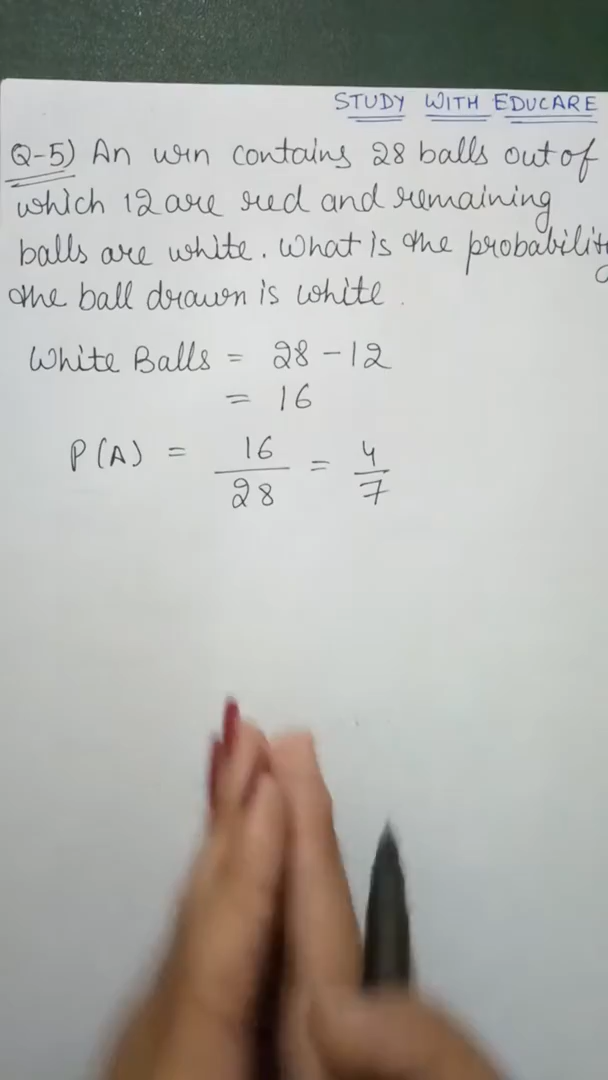 STUDY WITH EDUCARE
Q-5) An urn contains 28 balls out of
which 12 are red and remaining
balls are white. What is the probability
the ball drawn is white.
White Balls = 28 - 12
= 16
P(A) = 16/28 = 4/7